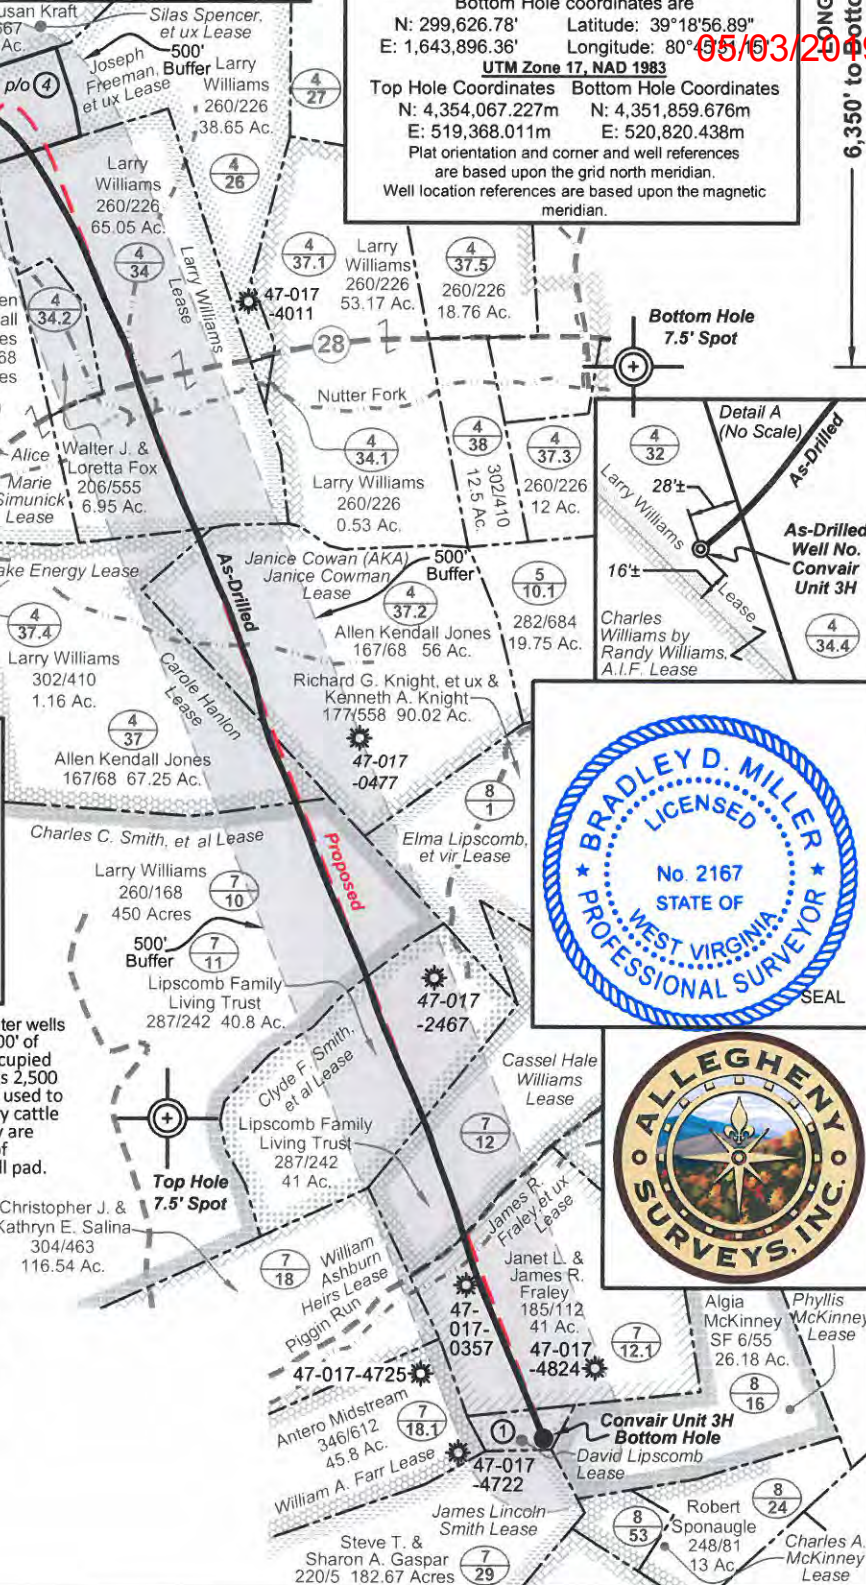 Susan Kraft
667
Ac.
Silas Spencer,
et ux Lease
p/o 4
Joseph
Freeman,
et ux Lease
500'
Buffer
Larry
Williams
260/226
38.65 Ac.
4
27
4
26
Bottom Hole coordinates are
N: 299,626.78' Latitude: 39°18'56.89"
E: 1,643,896.36' Longitude:
UTM Zone 17, NAD 1983
Top Hole Coordinates Bottom Hole Coordinates
N: 4,354,067.227m N: 4,351,859.676m
E: 519,368.011m E: 520,820.438m
Plat orientation and corner and well references
are based upon the grid north meridian.
Well location references are based upon the magnetic
meridian.
6,350' to Bottom
Larry
Williams
260/226
65.05 Ac.
4
34
Larry Williams
Lease
4
34.2
4
37.1
Larry
Williams
260/226
53.17 Ac.
4
37.5
260/226
18.76 Ac.
47-017
-4011
28
Bottom Hole
7.5' Spot
Nutter Fork
Alice
Marie
Simunick
Lease
Walter J. &
Loretta Fox
206/555
6.95 Ac.
4
34.1
Larry Williams
260/226
0.53 Ac.
4
38
302/410
12.5 Ac.
4
37.3
260/226
12 Ac.
Detail A
(No Scale)
4
32
As-Drilled
Larry Williams
Lease
28'±
16'±
As-Drilled
Well No.
Convair
Unit 3H
Charles
Williams by
Randy Williams,
A.I.F. Lease
4
34.4
ake Energy Lease
As-Drilled
Janice Cowan (AKA)
Janice Cowman
Lease
500'
Buffer
4
37.2
Allen Kendall Jones
167/68 56 Ac.
5
10.1
282/684
19.75 Ac.
4
37.4
Larry Williams
302/410
1.16 Ac.
Carole Hanlon
Lease
Richard G. Knight, et ux &
Kenneth A. Knight
177/558 90.02 Ac.
4
37
Allen Kendall Jones
167/68 67.25 Ac.
47-017
-0477
8
1
Charles C. Smith, et al Lease
Proposed
Elma Lipscomb,
et vir Lease
Larry Williams
260/168
450 Acres
7
10
500'
Buffer
7
11
Lipscomb Family
Living Trust
287/242 40.8 Ac.
47-017
-2467
BRADLEY D. MILLER
LICENSED
No. 2167
STATE OF
WEST VIRGINIA
PROFESSIONAL SURVEYOR
SEAL
ter wells
00' of
cupied
s 2,500
used to
y cattle
y are
of
ll pad.
Clyde F. Smith,
et al Lease
Lipscomb Family
Living Trust
287/242
41 Ac.
Cassel Hale
Williams
Lease
7
12
ALLEGHENY
SURVEYS, INC.
Top Hole
7.5' Spot
Christopher J. &
Kathryn E. Salina
304/463
116.54 Ac.
7
18
William
Ashburn
Heirs Lease
Piggin Run
James R.
Fraley et ux
Lease
Janet L. &
James R.
Fraley
185/112
41 Ac.
47-
017-
0357
47-017
-4824
7
12.1
Algia
McKinney
SF 6/55
26.18 Ac.
Phyllis
McKinney
Lease
8
16
47-017-4725
Antero Midstream
346/612
45.8 Ac.
7
18.1
William A. Farr Lease
1
Convair Unit 3H
Bottom Hole
David Lipscomb
Lease
47-017
-4722
James Lincoln
Smith Lease
Steve T. &
Sharon A. Gaspar
220/5 182.67 Acres
7
29
8
53
Robert
Sponaugle
248/81
13 Ac.
8
24
Charles A.
McKinney
Lease